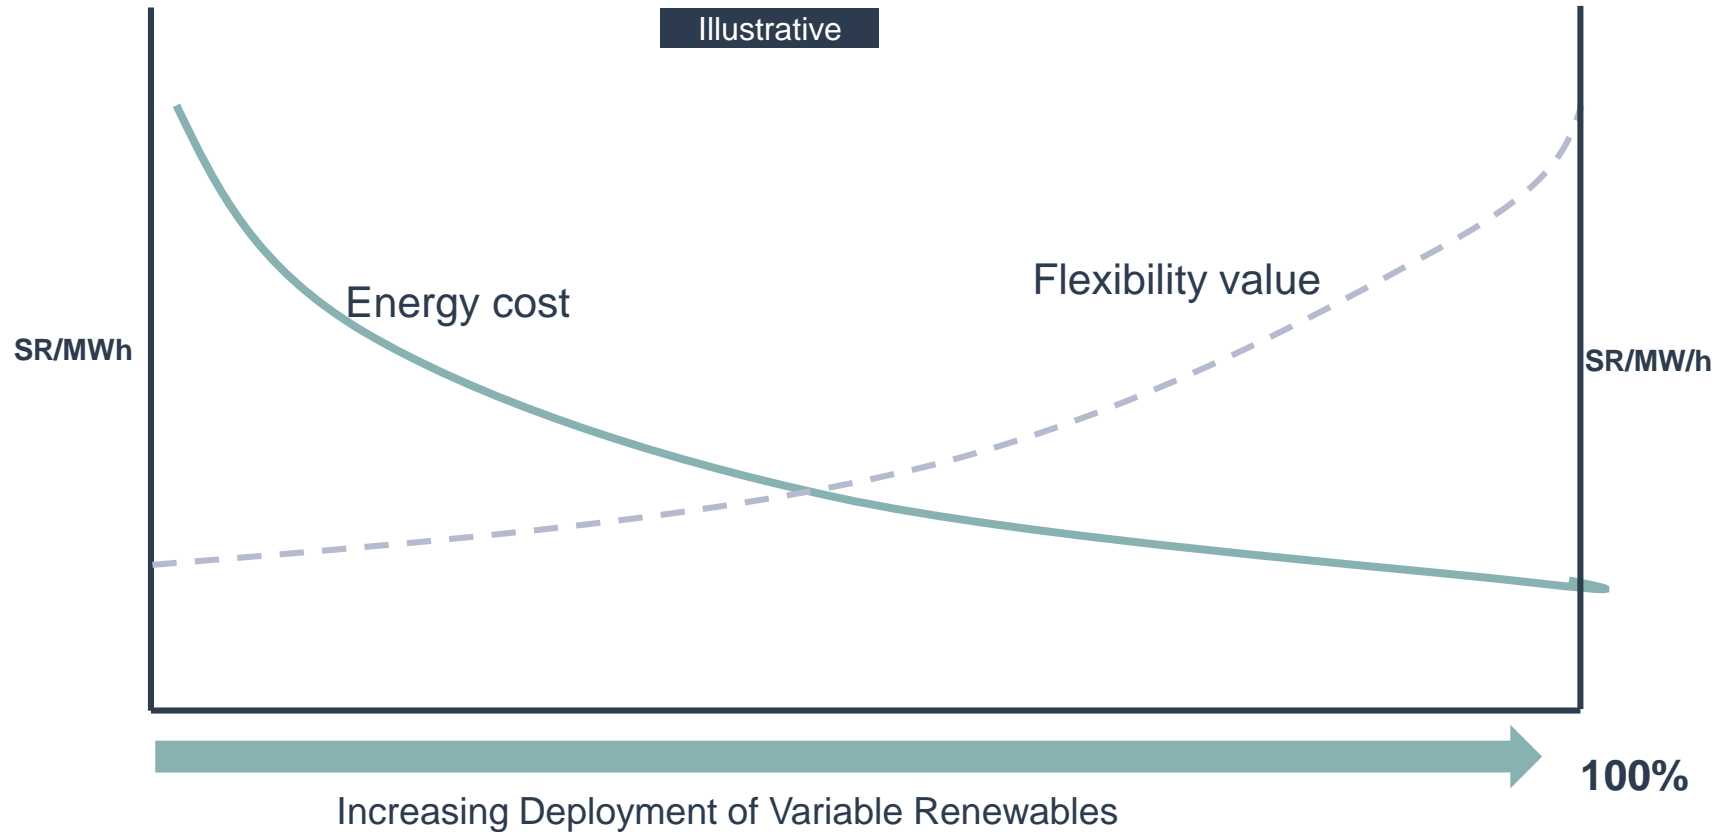 Illustrative
Flexibility value
Energy cost
SR/MWh
SR/MW/h
100%
Increasing Deployment of Variable Renewables